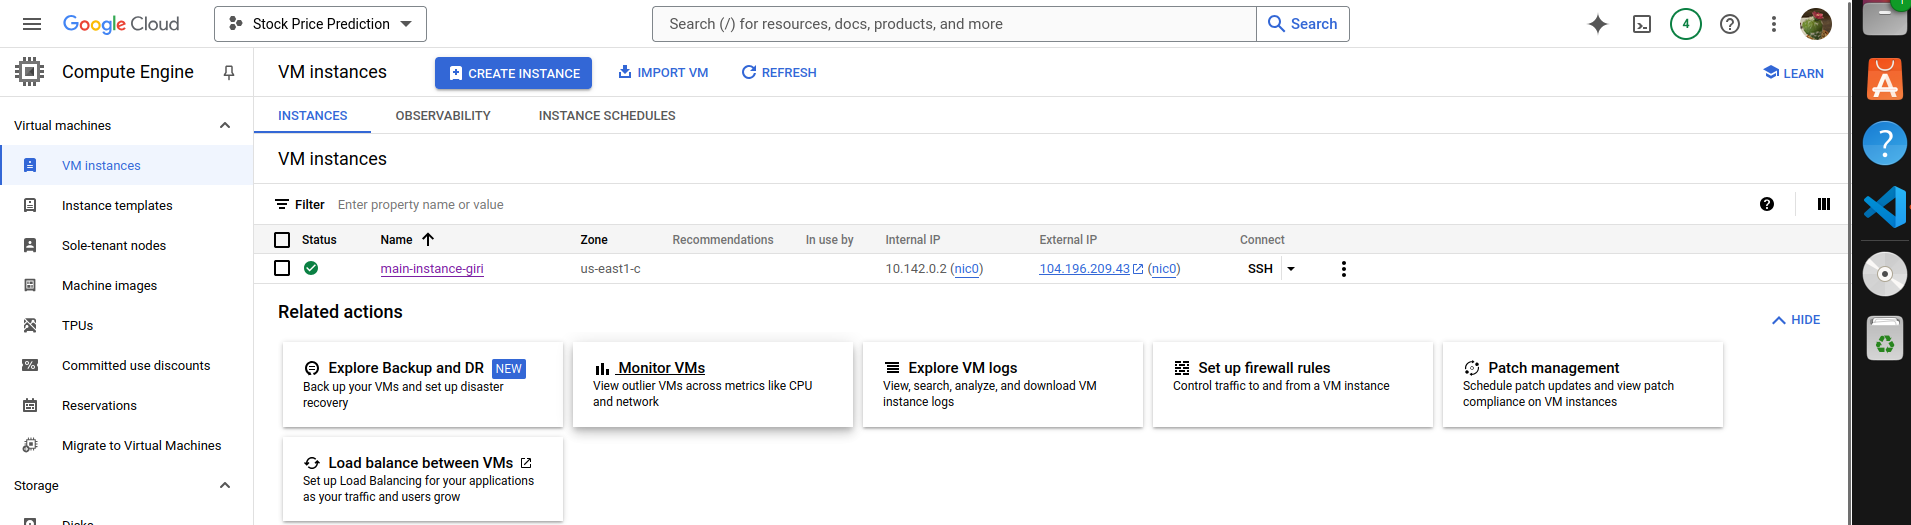 Google Cloud
Stock Price Prediction
Search (/) for resources, docs, products, and more
Search
4
Compute Engine
VM instances
CREATE INSTANCE
IMPORT VM
REFRESH
LEARN
Virtual machines
VM instances
Instance templates
Sole-tenant nodes
Machine images
TPUs
Committed use discounts
Reservations
Migrate to Virtual Machines
Storage
Disks
INSTANCES
OBSERVABILITY
INSTANCE SCHEDULES
VM instances
Filter Enter property name or value
Status Name Zone Recommendations In use by Internal IP External IP Connect
main-instance-giri us-east1-c 10.142.0.2 (nic0) 104.196.209.43 (nic0) SSH
Related actions
HIDE
Explore Backup and DR NEW
Back up your VMs and set up disaster
recovery
Monitor VMs
View outlier VMs across metrics like CPU
and network
Explore VM logs
View, search, analyze, and download VM
instance logs
Set up firewall rules
Control traffic to and from a VM instance
Patch management
Schedule patch updates and view patch
compliance on VM instances
Load balance between VMs
Set up Load Balancing for your applications
as your traffic and users grow